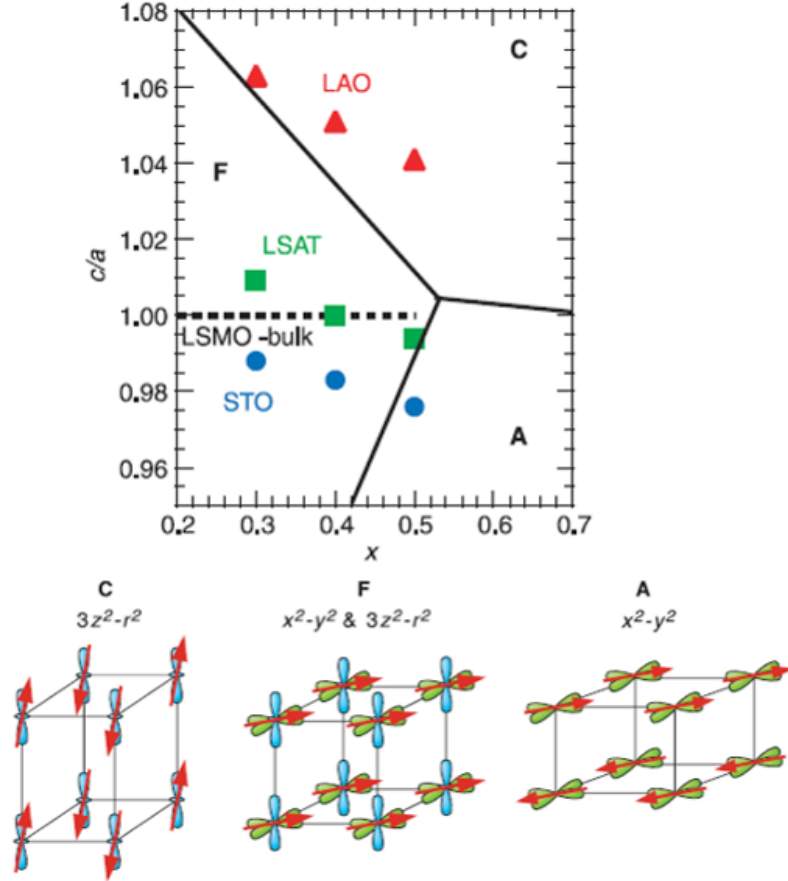 1.08
C
1.06
LAO
1.04
F
1.02
LSAT
c/a
1.00
LSMO -bulk
0.98
STO
A
0.96
0.2 0.3 0.4 0.5 0.6 0.7
x
C F A
3z²-r² x²-y² & 3z²-r² x²-y²